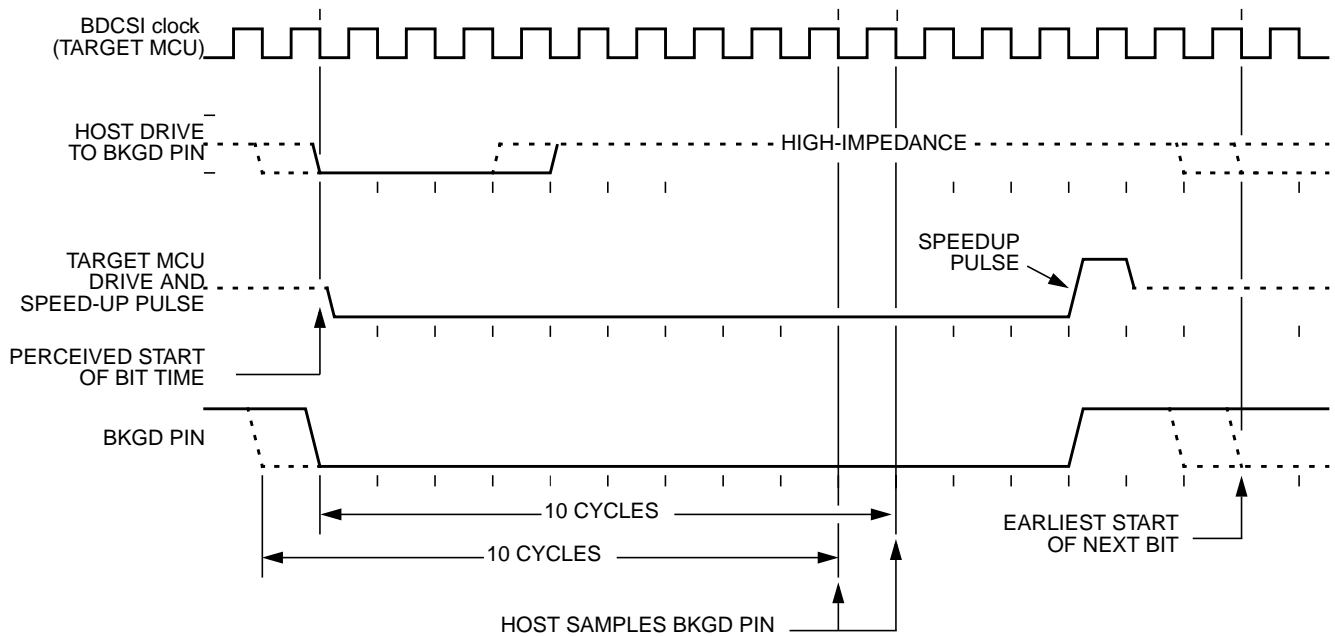 BDCSI clock
(TARGET MCU)
HOST DRIVE
TO BKGD PIN
HIGH-IMPEDANCE
SPEEDUP
PULSE
TARGET MCU
DRIVE AND
SPEED-UP PULSE
PERCEIVED START
OF BIT TIME
BKGD PIN
10 CYCLES
10 CYCLES
EARLIEST START
OF NEXT BIT
HOST SAMPLES BKGD PIN